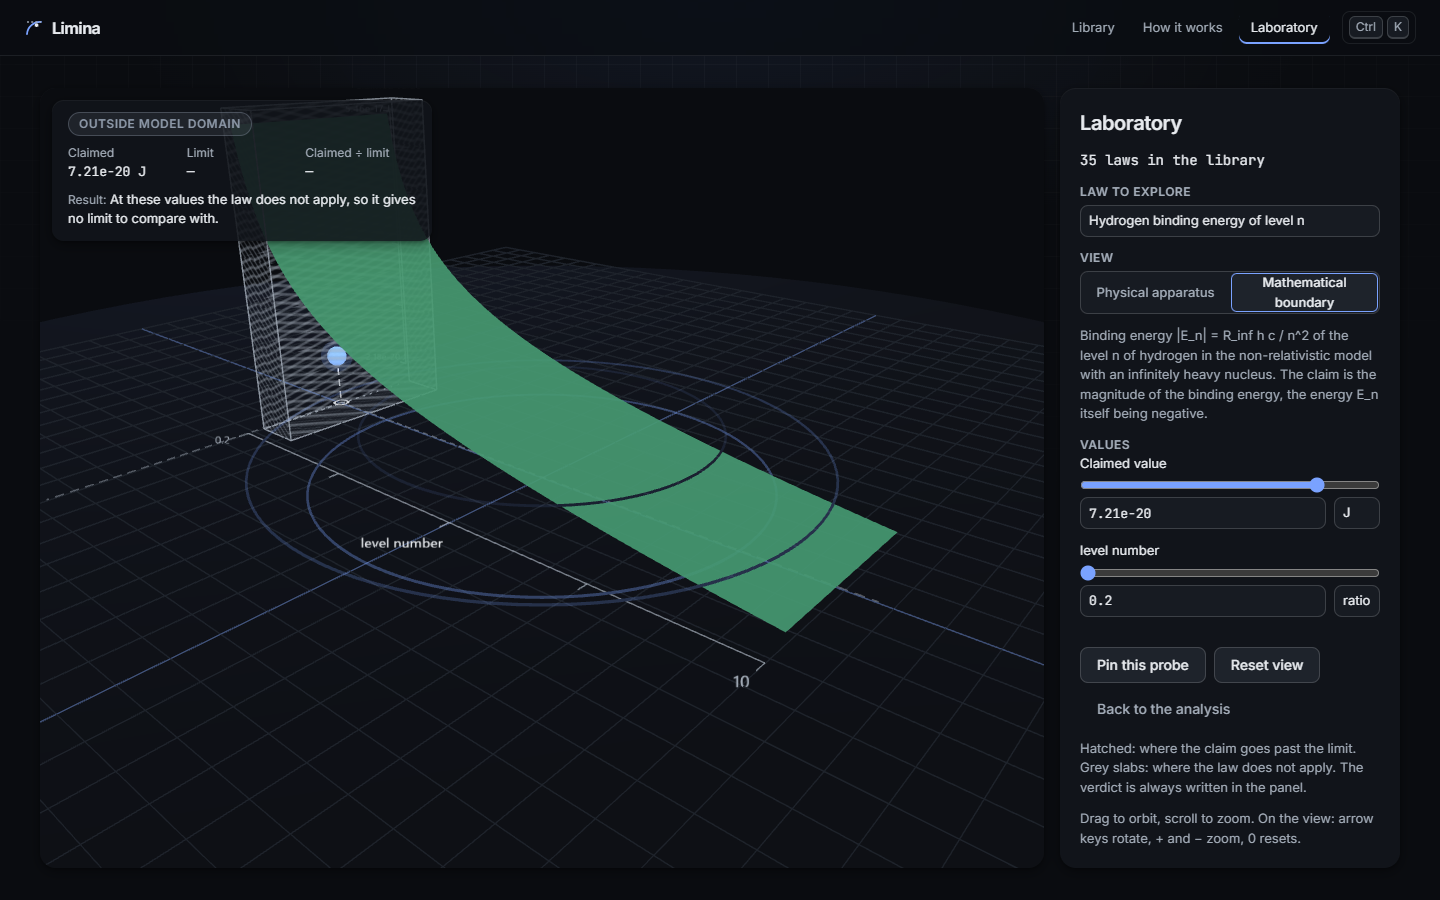 Limina
Library
How it works
Laboratory
Ctrl K
OUTSIDE MODEL DOMAIN
Claimed
Limit
Claimed ÷ limit
7.21e-20 J
–
–
Result: At these values the law does not apply, so it gives
no limit to compare with.
0.2
level number
10
Laboratory
35 laws in the library
LAW TO EXPLORE
Hydrogen binding energy of level n
VIEW
Physical apparatus
Mathematical
boundary
Binding energy |E_n| = R_inf h c / n^2 of the
level n of hydrogen in the non-relativistic model
with an infinitely heavy nucleus. The claim is the
magnitude of the binding energy, the energy E_n
itself being negative.
VALUES
Claimed value
7.21e-20
J
level number
0.2
ratio
Pin this probe
Reset view
Back to the analysis
Hatched: where the claim goes past the limit.
Grey slabs: where the law does not apply. The
verdict is always written in the panel.
Drag to orbit, scroll to zoom. On the view: arrow
keys rotate, + and − zoom, 0 resets.